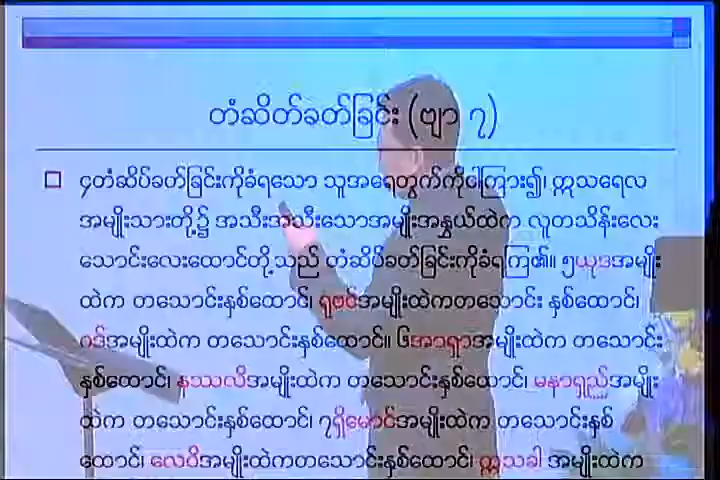 တံဆိတ်ခတ်ခြင်း (ဗျာ ၇)
၄တံဆိပ်ခတ်ခြင်းကိုခံရသော သူအရေတွက်ကိုငါကြား၍၊ ဣသရေလ
အမျိုးသားတို့၌ အသီးအသီးသောအမျိုးအနွှယ်ထဲက လူတသိန်းလေး
သောင်းလေးထောင်တို့သည် တံဆိပ်ခတ်ခြင်းကိုခံရကြ၏။ ၅ယုဒအမျိုး
ထဲက တသောင်းနှစ်ထောင်၊ ရုဗင်အမျိုးထဲကတသောင်း နှစ်ထောင်၊
ဂဒ်အမျိုးထဲက တသောင်းနှစ်ထောင်။ ၆အာရှာအမျိုးထဲက တသောင်း
နှစ်ထောင်၊ နဿလိအမျိုးထဲက တသောင်းနှစ်ထောင်၊ မနာရှည်အမျိုး
ထဲက တသောင်းနှစ်ထောင်၊ ၇ရှိမောင်အမျိုးထဲက တသောင်းနှစ်
ထောင်၊ လေဝိအမျိုးထဲကတသောင်းနှစ်ထောင်၊ ဣသခါ အမျိုးထဲက